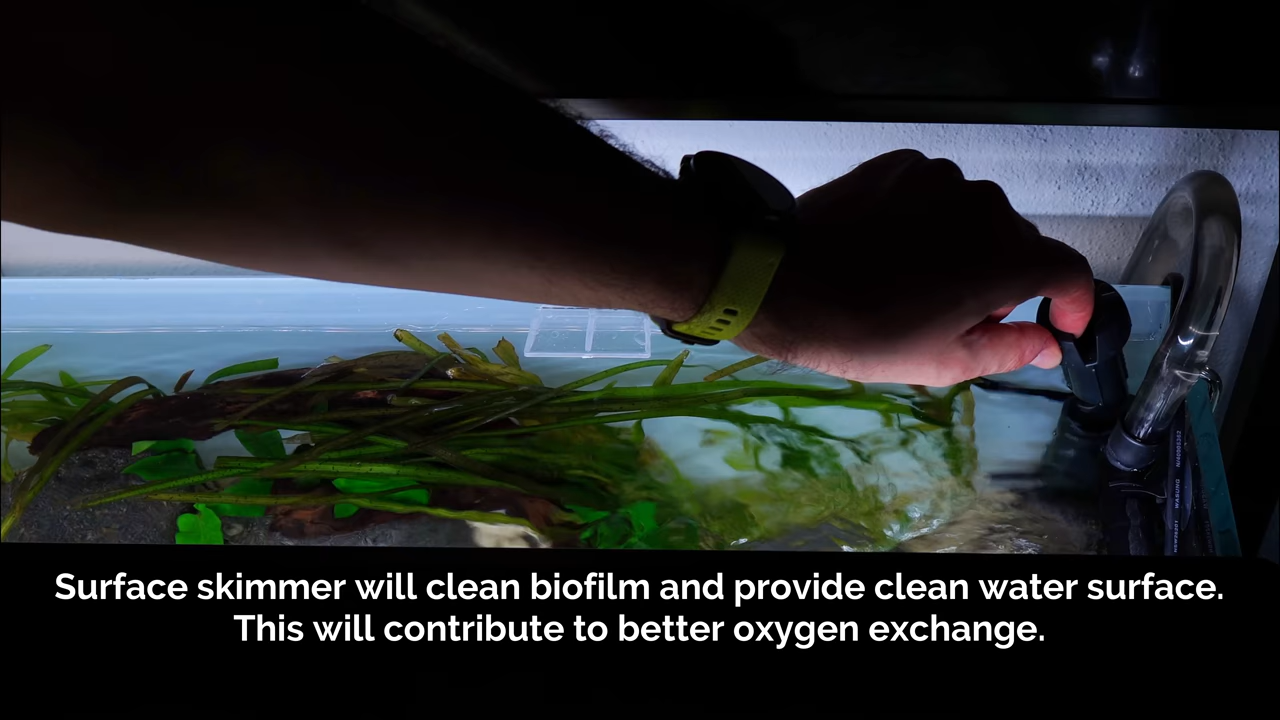 Surface skimmer will clean biofilm and provide clean water surface.
This will contribute to better oxygen exchange.